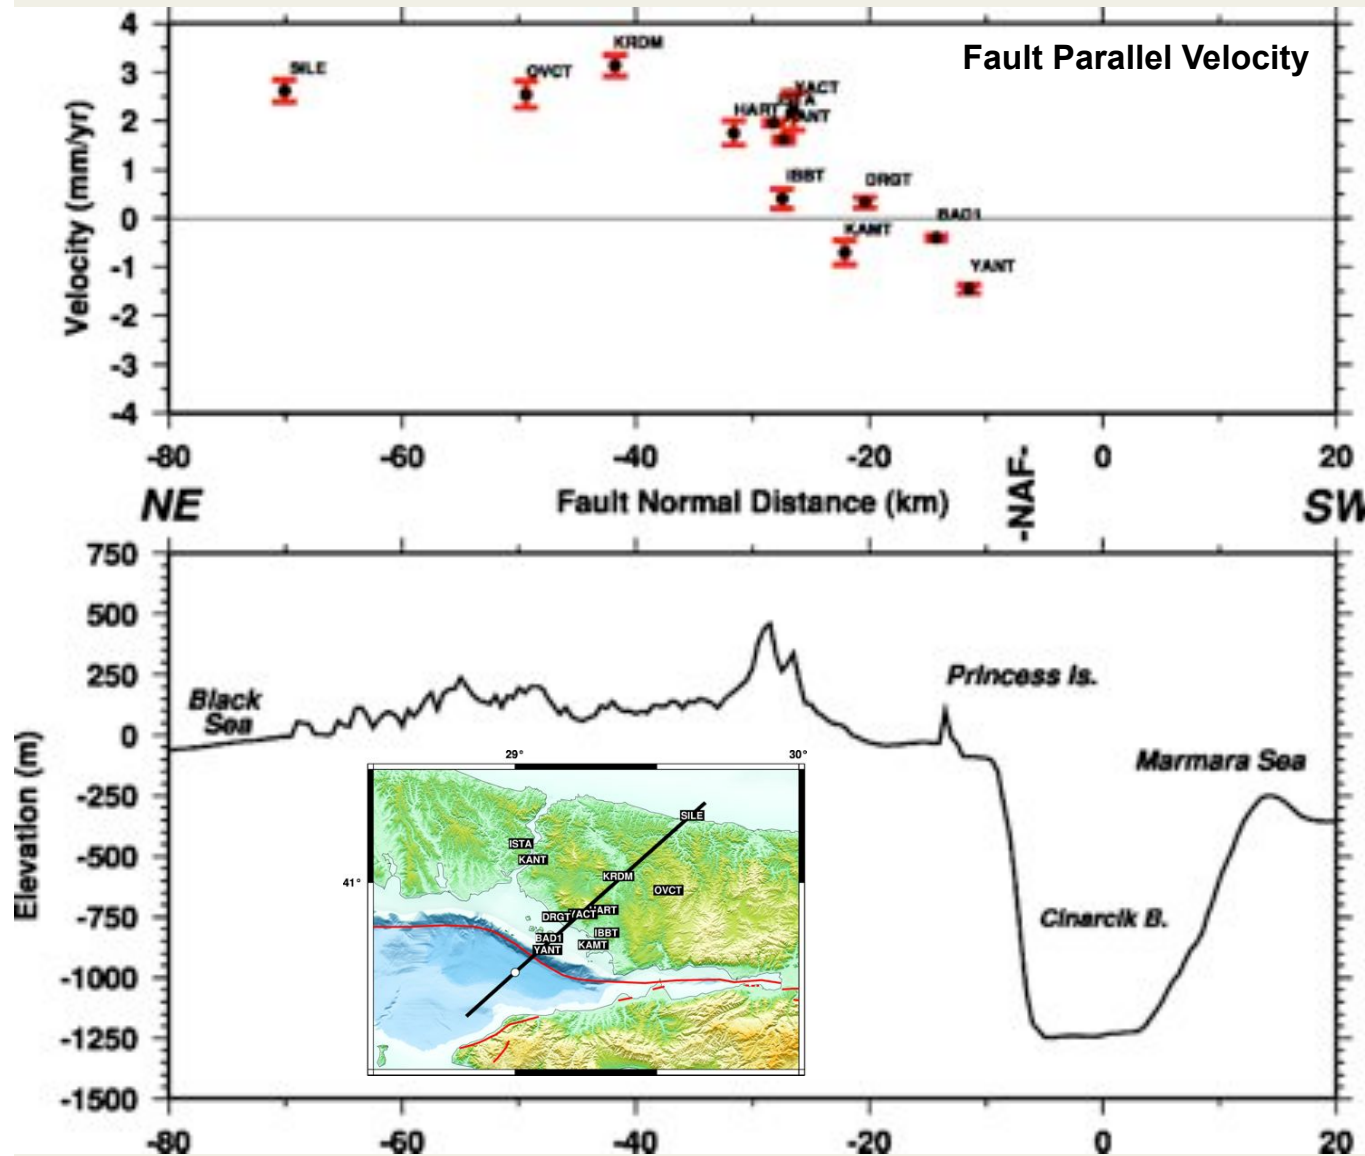 Fault Parallel Velocity
Velocity (mm/yr)
4
3
2
1
0
-1
-2
-3
-4
SILE
OVCT
KRDM
HART
YACT
KANT
IBBT
DRGT
KAMT
BAD1
YANT
-80 -60 -40 -20 0 20
NE Fault Normal Distance (km) -NAF- SW
Elevation (m)
750
500
250
0
-250
-500
-750
-1000
-1250
-1500
Black
Sea
Princess Is.
Marmara Sea
Cinarcik B.
29° 30°
41°
SILE
ISTA
KANT
KRDM
OVCT
DRGT
IBBT
BAD1
KAMT
YANT
-80 -60 -40 -20 0 20